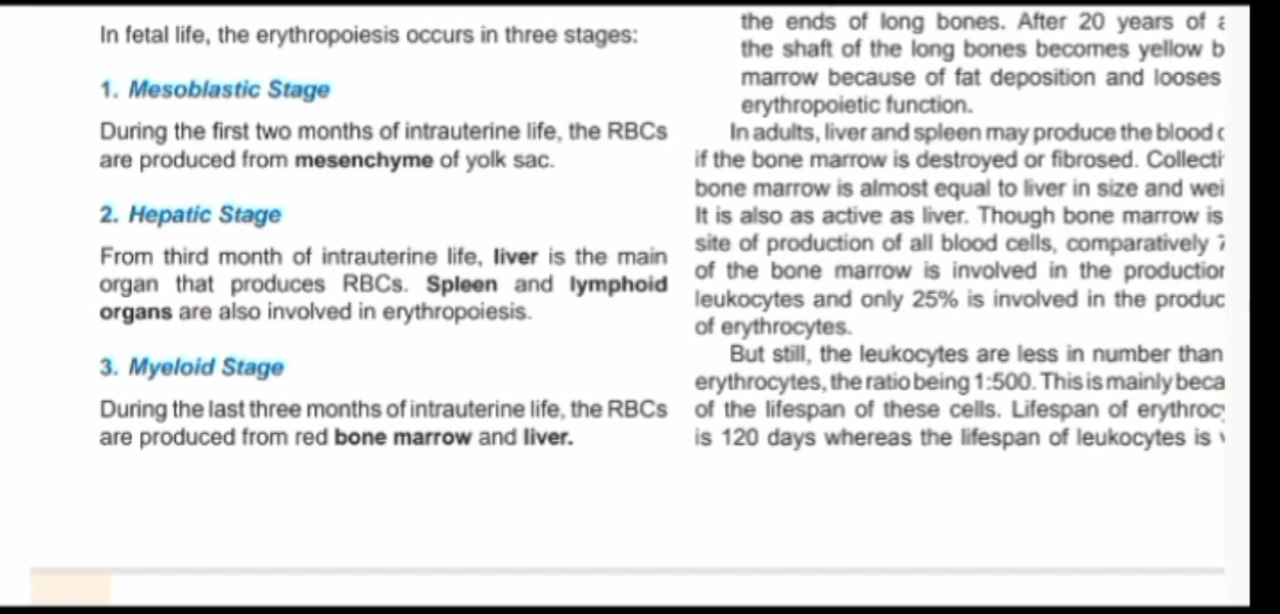 In fetal life, the erythropoiesis occurs in three stages:
1. Mesoblastic Stage
During the first two months of intrauterine life, the RBCs
are produced from mesenchyme of yolk sac.
2. Hepatic Stage
From third month of intrauterine life, liver is the main
organ that produces RBCs. Spleen and lymphoid
organs are also involved in erythropoiesis.
3. Myeloid Stage
During the last three months of intrauterine life, the RBCs
are produced from red bone marrow and liver.
the ends of long bones. After 20 years of
the shaft of the long bones becomes yellow
marrow because of fat deposition and looses
erythropoietic function.
In adults, liver and spleen may produce the blood
if the bone marrow is destroyed or fibrosed.
bone marrow is almost equal to liver in size and
It is also as active as liver. Though bone marrow is
site of production of all blood cells, comparatively
of the bone marrow is involved in the
leukocytes and only 25% is involved in the
of erythrocytes.
But still, the leukocytes are less in number than
erythrocytes, the ratio being 1:500. This is mainly
of the lifespan of these cells. Lifespan of
is 120 days whereas the lifespan of leukocytes is